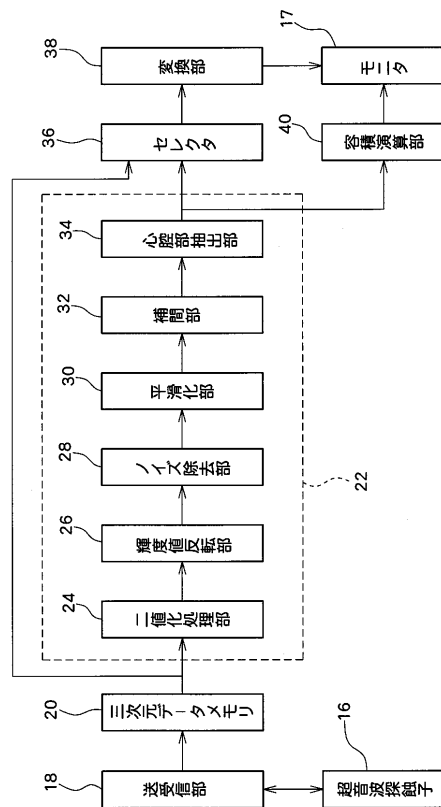 16
超音波探触子
18
送受信部
20
三次元データメモリ
22
24
二値化処理部
26
輝度値反転部
28
ノイズ除去部
30
平滑化部
32
補間部
34
心腔部抽出部
36
セレクタ
38
変換部
40
容積演算部
17
モニタ